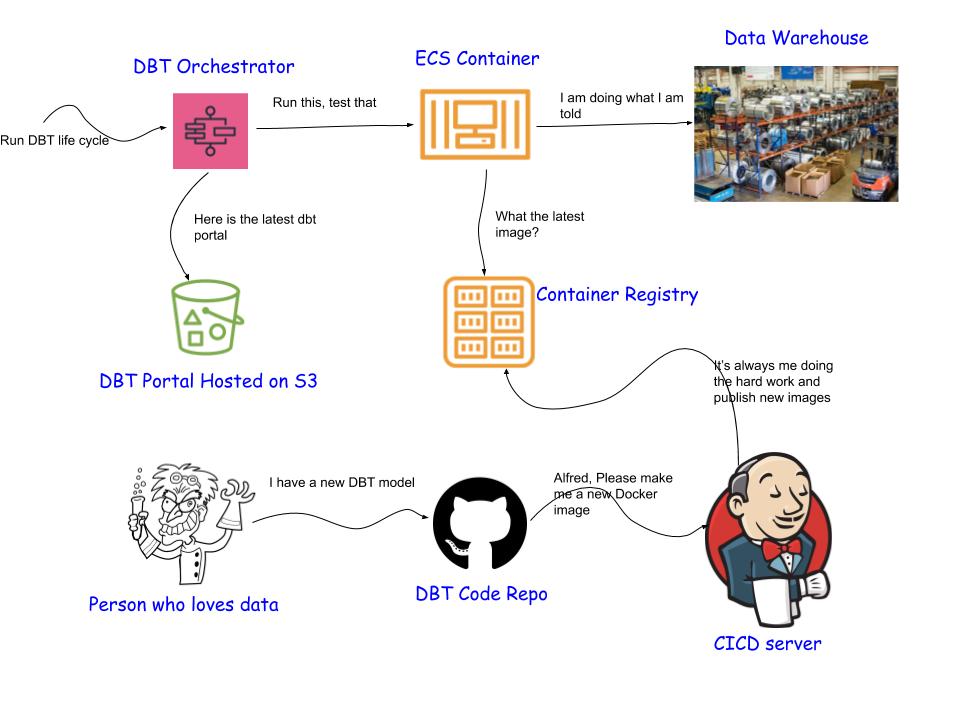 Data Warehouse
ECS Container
DBT Orchestrator
Run this, test that
I am doing what I am
told
Run DBT life cycle
Here is the latest dbt
portal
What the latest
image?
Container Registry
DBT Portal Hosted on S3
It's always me doing
the hard work and
publish new images
I have a new DBT model
Alfred, Please make
me a new Docker
image
DBT Code Repo
Person who loves data
CICD server